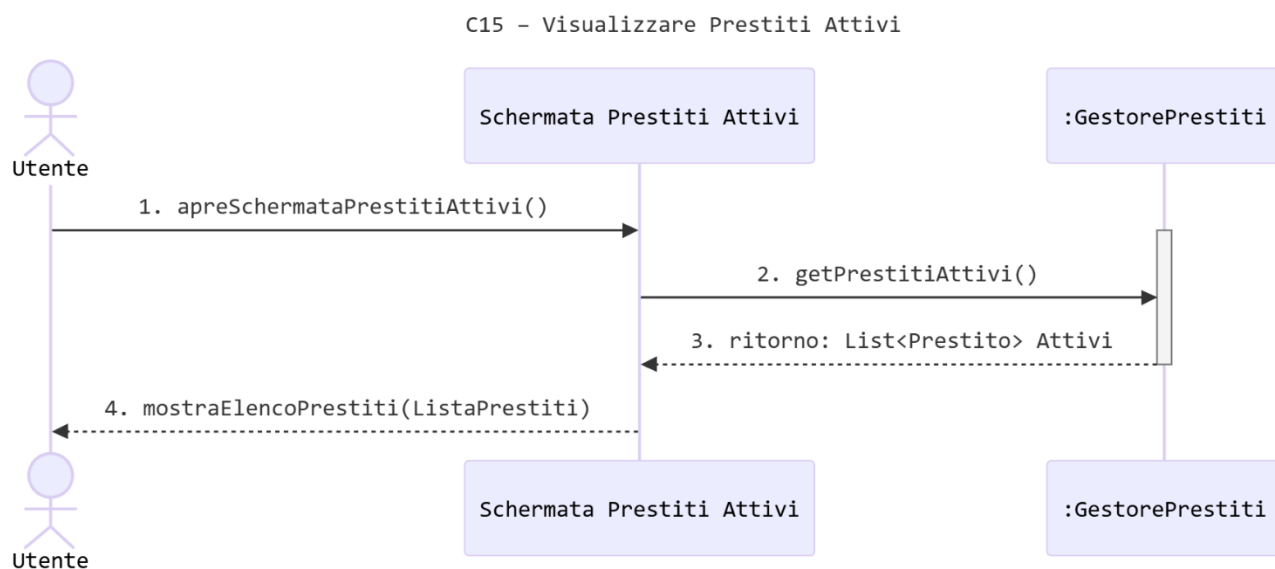 C15 – Visualizzare Prestiti Attivi
Utente
Schermata Prestiti Attivi
:GestorePrestiti
1. apreSchermataPrestitiAttivi()
2. getPrestitiAttivi()
3. ritorno: List<Prestito> Attivi
4. mostraElencoPrestiti(ListaPrestiti)
Utente
Schermata Prestiti Attivi
:GestorePrestiti